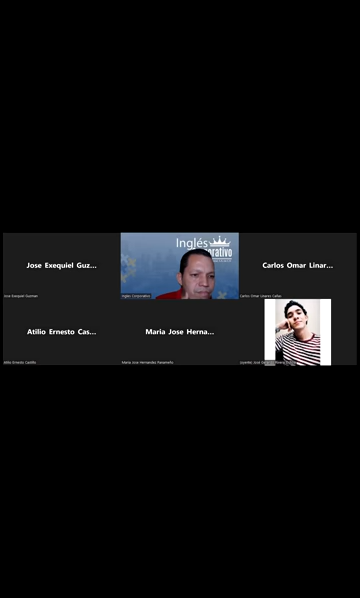 Inglés
Corporativo
Jose Exequiel Guz...
Carlos Omar Linar...
Jose Exequiel Guzman
Inglés Corporativo
Carlos Omar Linares Cañas
Atilio Ernesto Cas...
Maria Jose Herna...
Atilio Ernesto Castillo
Maria Jose Hernandez